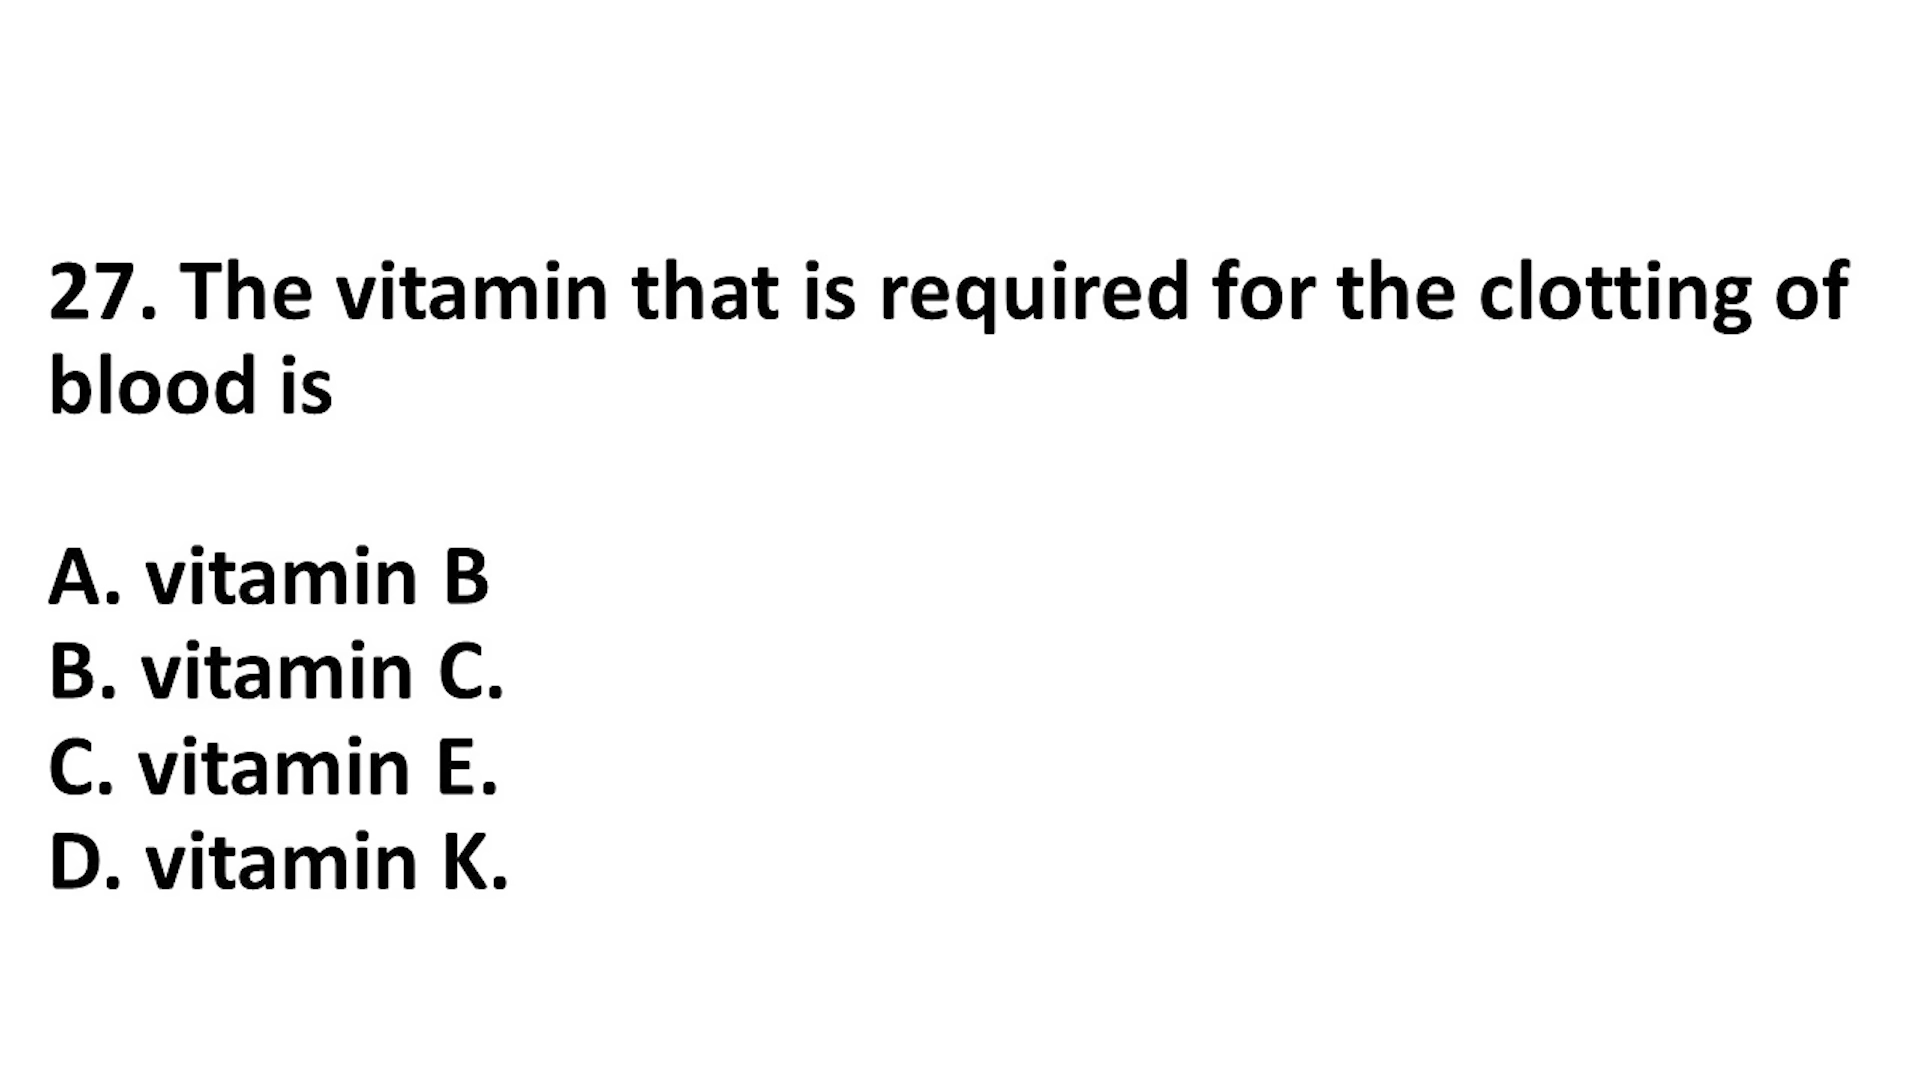 27. The vitamin that is required for the clotting of
blood is
A. vitamin B
B. vitamin C.
C. vitamin E.
D. vitamin K.